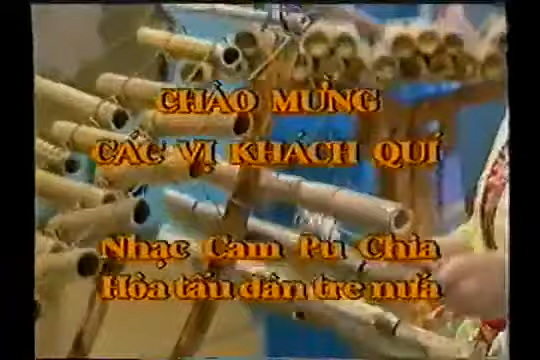 CHÀO MỪNG
CÁC VỊ KHÁCH QUÍ
Nhạc Cam Pu Chia
Hòa tấu đàn tre nứa